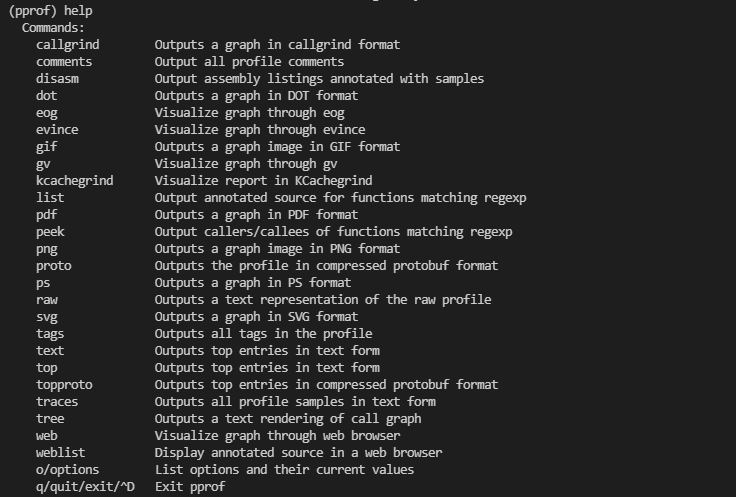 (pprof) help
Commands:
callgrind Outputs a graph in callgrind format
comments Output all profile comments
disasm Output assembly listings annotated with samples
dot Outputs a graph in DOT format
eog Visualize graph through eog
evince Visualize graph through evince
gif Outputs a graph image in GIF format
gv Visualize graph through gv
kcachegrind Visualize report in KCachegrind
list Output annotated source for functions matching regexp
pdf Outputs a graph in PDF format
peek Output callers/callees of functions matching regexp
png Outputs a graph image in PNG format
proto Outputs the profile in compressed protobuf format
ps Outputs a graph in PS format
raw Outputs a text representation of the raw profile
svg Outputs a graph in SVG format
tags Outputs all tags in the profile
text Outputs top entries in text form
top Outputs top entries in text form
topproto Outputs top entries in compressed protobuf format
traces Outputs all profile samples in text form
tree Outputs a text rendering of call graph
web Visualize graph through web browser
weblist Display annotated source in a web browser
o/options List options and their current values
q/quit/exit/^D Exit pprof